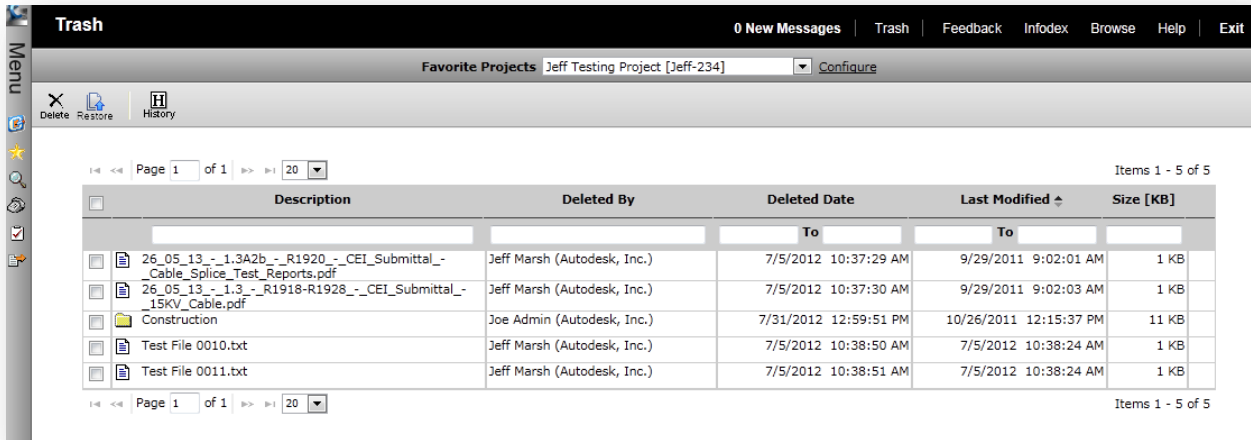 Trash
0 New Messages Trash Feedback Infodex Browse Help Exit
Menu
Favorite Projects Jeff Testing Project [Jeff-234] Configure
Delete Restore History
Page 1 of 1 20 Items 1 - 5 of 5
Description Deleted By Deleted Date Last Modified Size [KB]
To To
26_05_13_-_1.3A2b_-_R1920_-_CEI_Submittal_- Jeff Marsh (Autodesk, Inc.) 7/5/2012 10:37:29 AM 9/29/2011 9:02:01 AM 1 KB
_Cable_Splice_Test_Reports.pdf
26_05_13_-_1.3_-_R1918-R1928_-_CEI_Submittal_- Jeff Marsh (Autodesk, Inc.) 7/5/2012 10:37:30 AM 9/29/2011 9:02:03 AM 1 KB
_15KV_Cable.pdf
Construction Joe Admin (Autodesk, Inc.) 7/31/2012 12:59:51 PM 10/26/2011 12:15:37 PM 11 KB
Test File 0010.txt Jeff Marsh (Autodesk, Inc.) 7/5/2012 10:38:50 AM 7/5/2012 10:38:24 AM 1 KB
Test File 0011.txt Jeff Marsh (Autodesk, Inc.) 7/5/2012 10:38:51 AM 7/5/2012 10:38:24 AM 1 KB
Page 1 of 1 20 Items 1 - 5 of 5